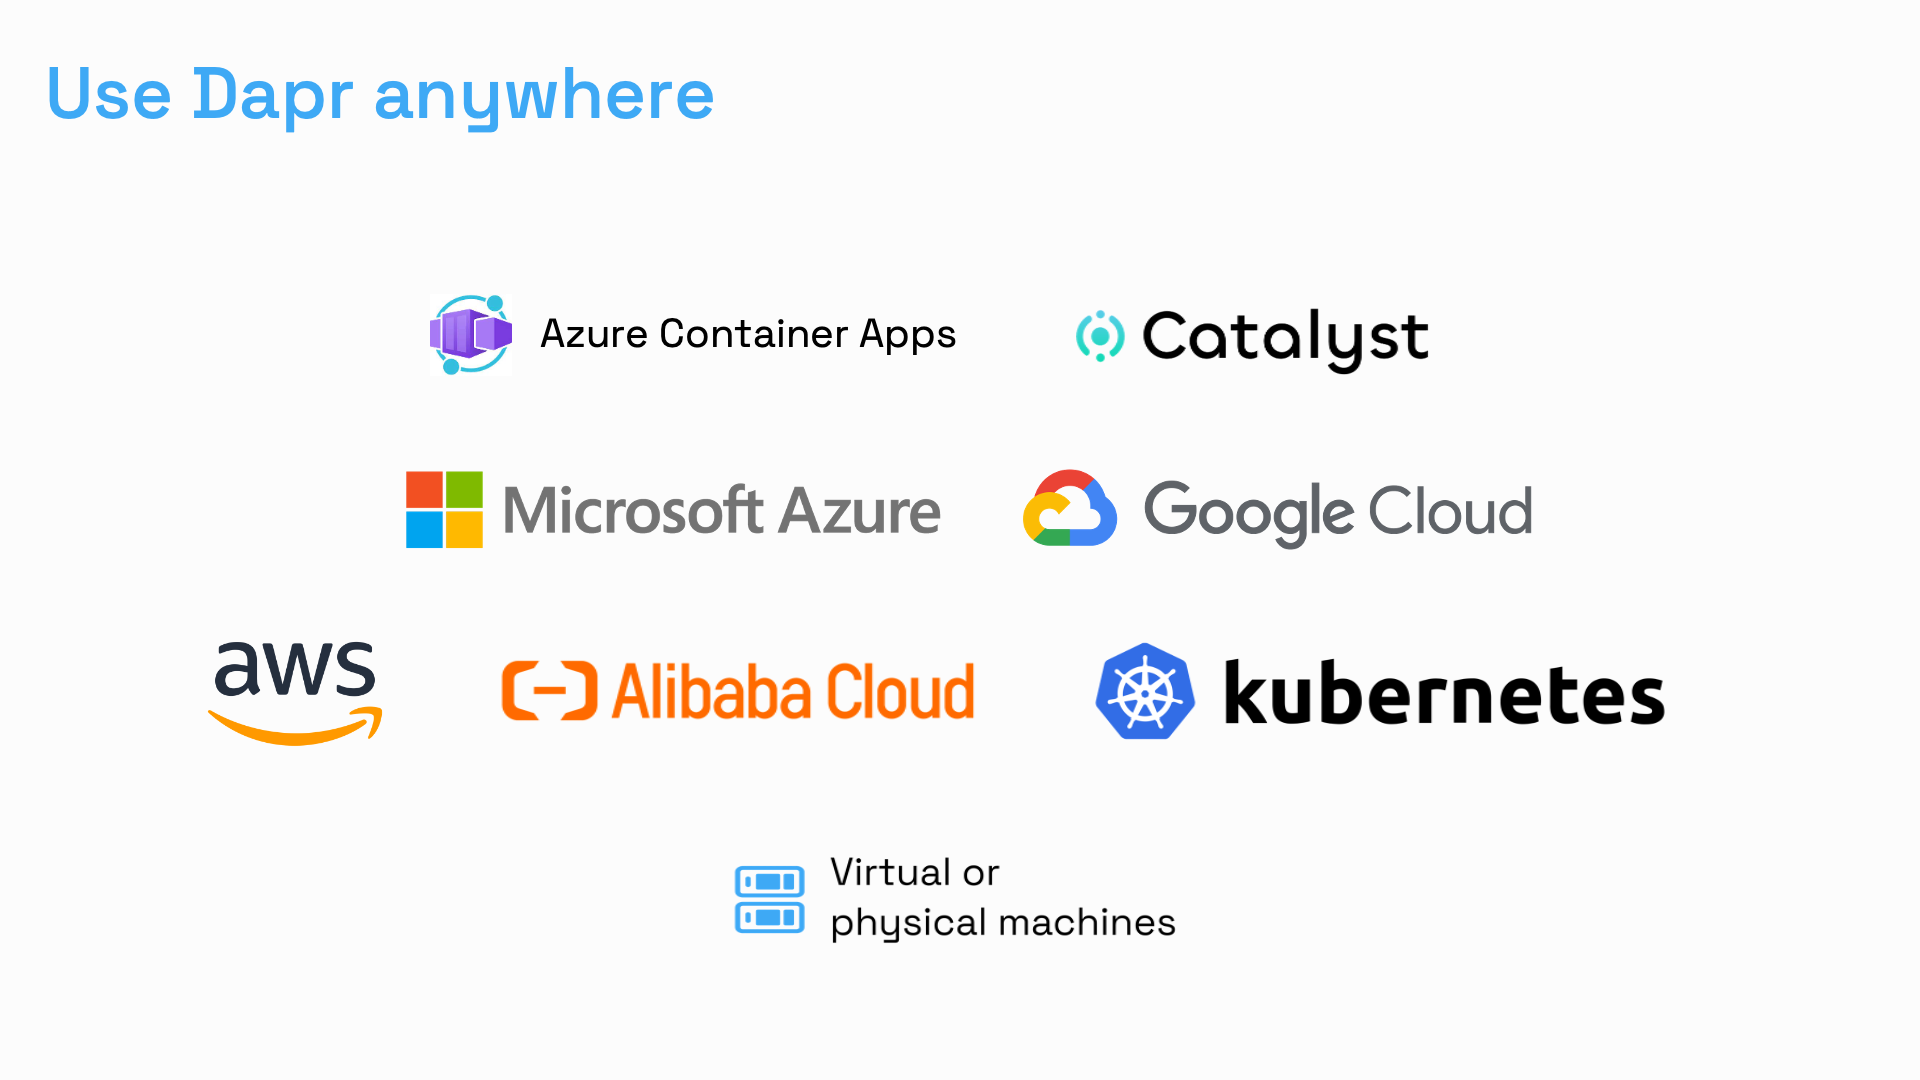 Use Dapr anywhere
Azure Container Apps
Catalyst
Microsoft Azure
Google Cloud
aws
Alibaba Cloud
kubernetes
Virtual or
physical machines